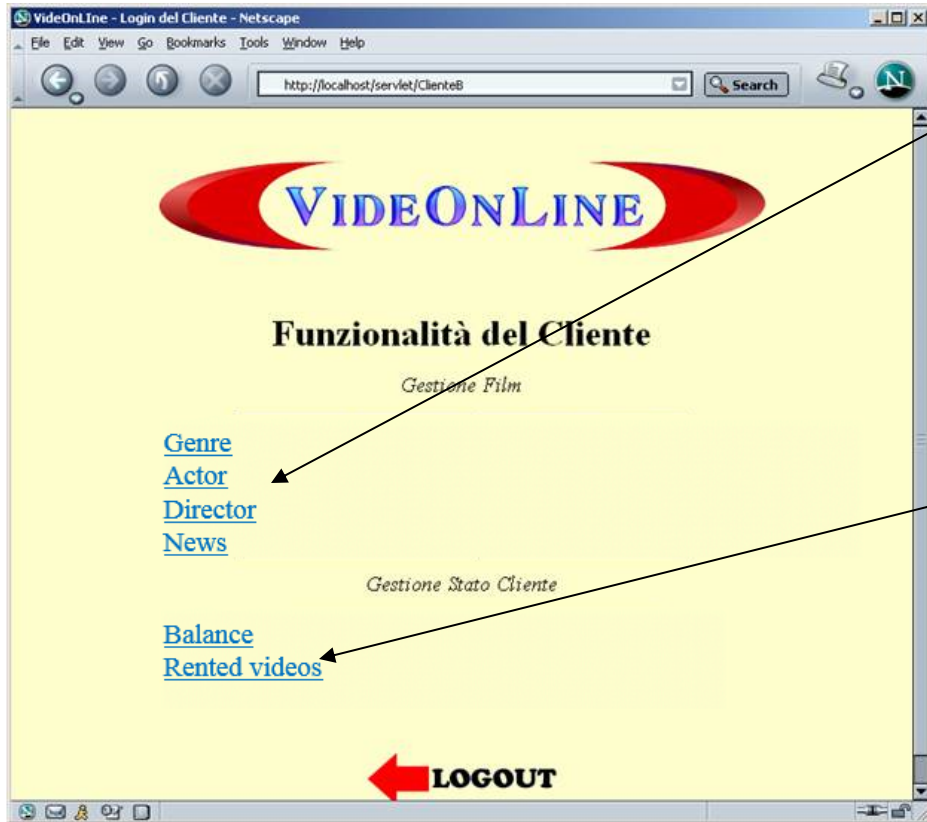 VideOnLIne - Login del Cliente - Netscape
File Edit View Go Bookmarks Tools Window Help
http://localhost/servlet/ClienteB
Search
N
VIDEONLINE
Funzionalità del Cliente
Gestione Film
Genre
Actor
Director
News
Gestione Stato Cliente
Balance
Rented videos
LOGOUT